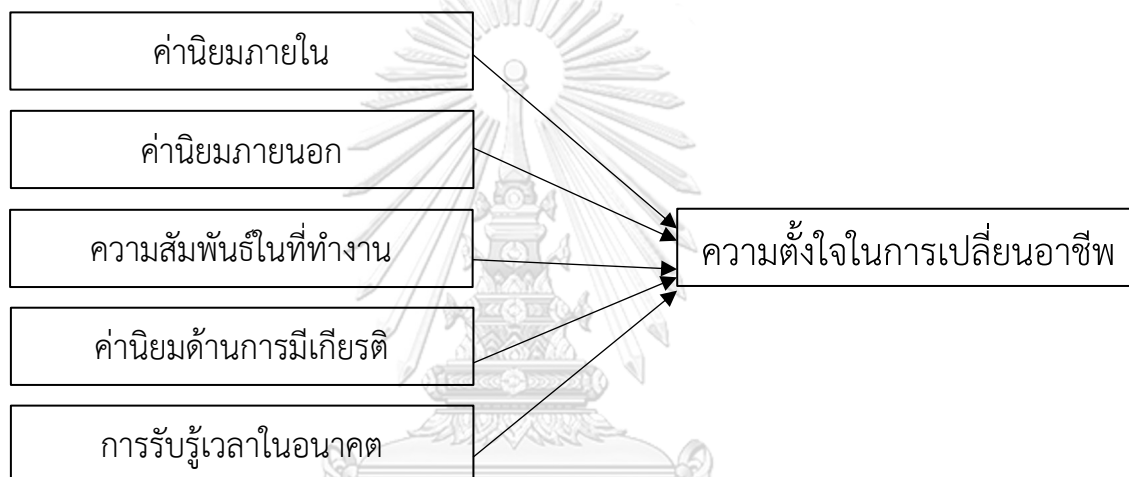 ค่านิยมภายใน
ค่านิยมภายนอก
ความสัมพันธ์ในที่ทำงาน
ความตั้งใจในการเปลี่ยนอาชีพ
ค่านิยมด้านการมีเกียรติ
การรับรู้เวลาในอนาคต